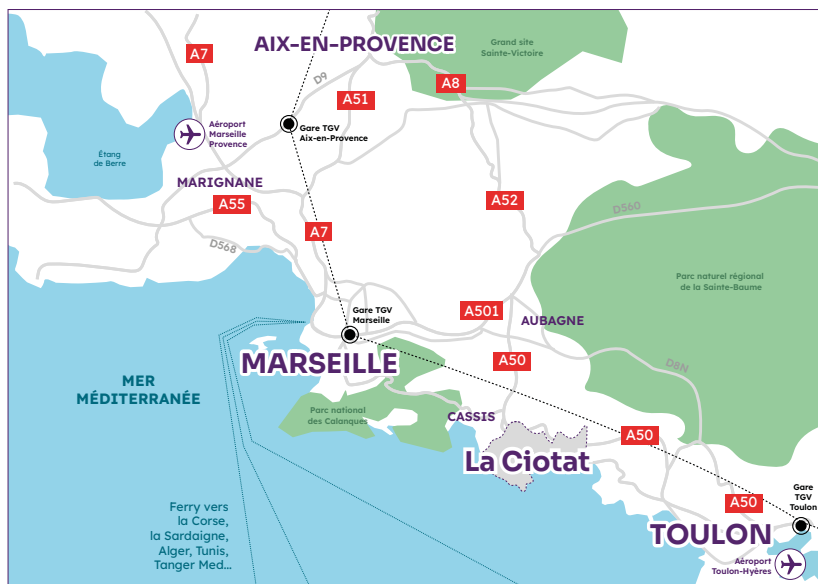 AIX-EN-PROVENCE
Grand site
Sainte-Victoire
A7
D9
A8
A51
Aéroport
Marseille
Provence
Gare TGV
Aix-en-Provence
Étang
de Berre
MARIGNANE
A55
A52
D560
A7
D568
Parc naturel régional
de la Sainte-Baume
Gare TGV
Marseille
A501
AUBAGNE
MARSEILLE
A50
D8N
MER
MÉDITERRANÉE
Parc national
des Calanques
CASSIS
A50
La Ciotat
Gare
TGV
Toulon
A50
Ferry vers
la Corse,
la Sardaigne,
Alger, Tunis,
Tanger Med...
TOULON
Aéroport
Toulon-Hyères